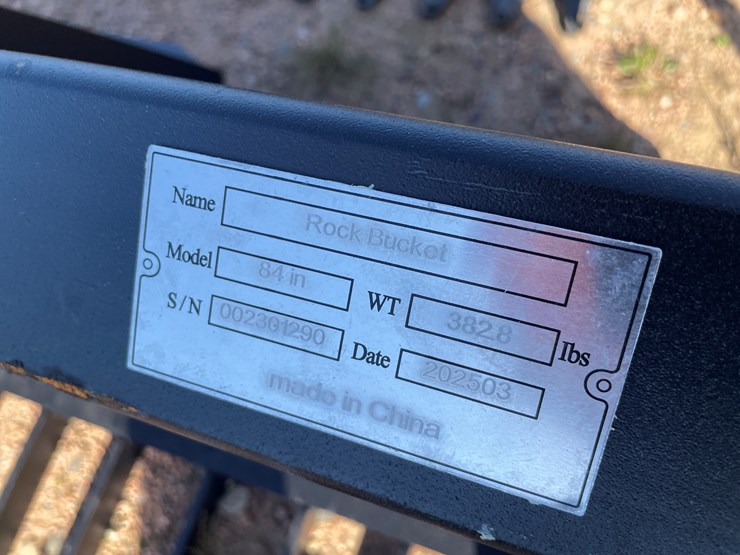 Name Rock Bucket
Model 84 in WT 382.8 lbs
S/N 002301290 Date 202503
made in China